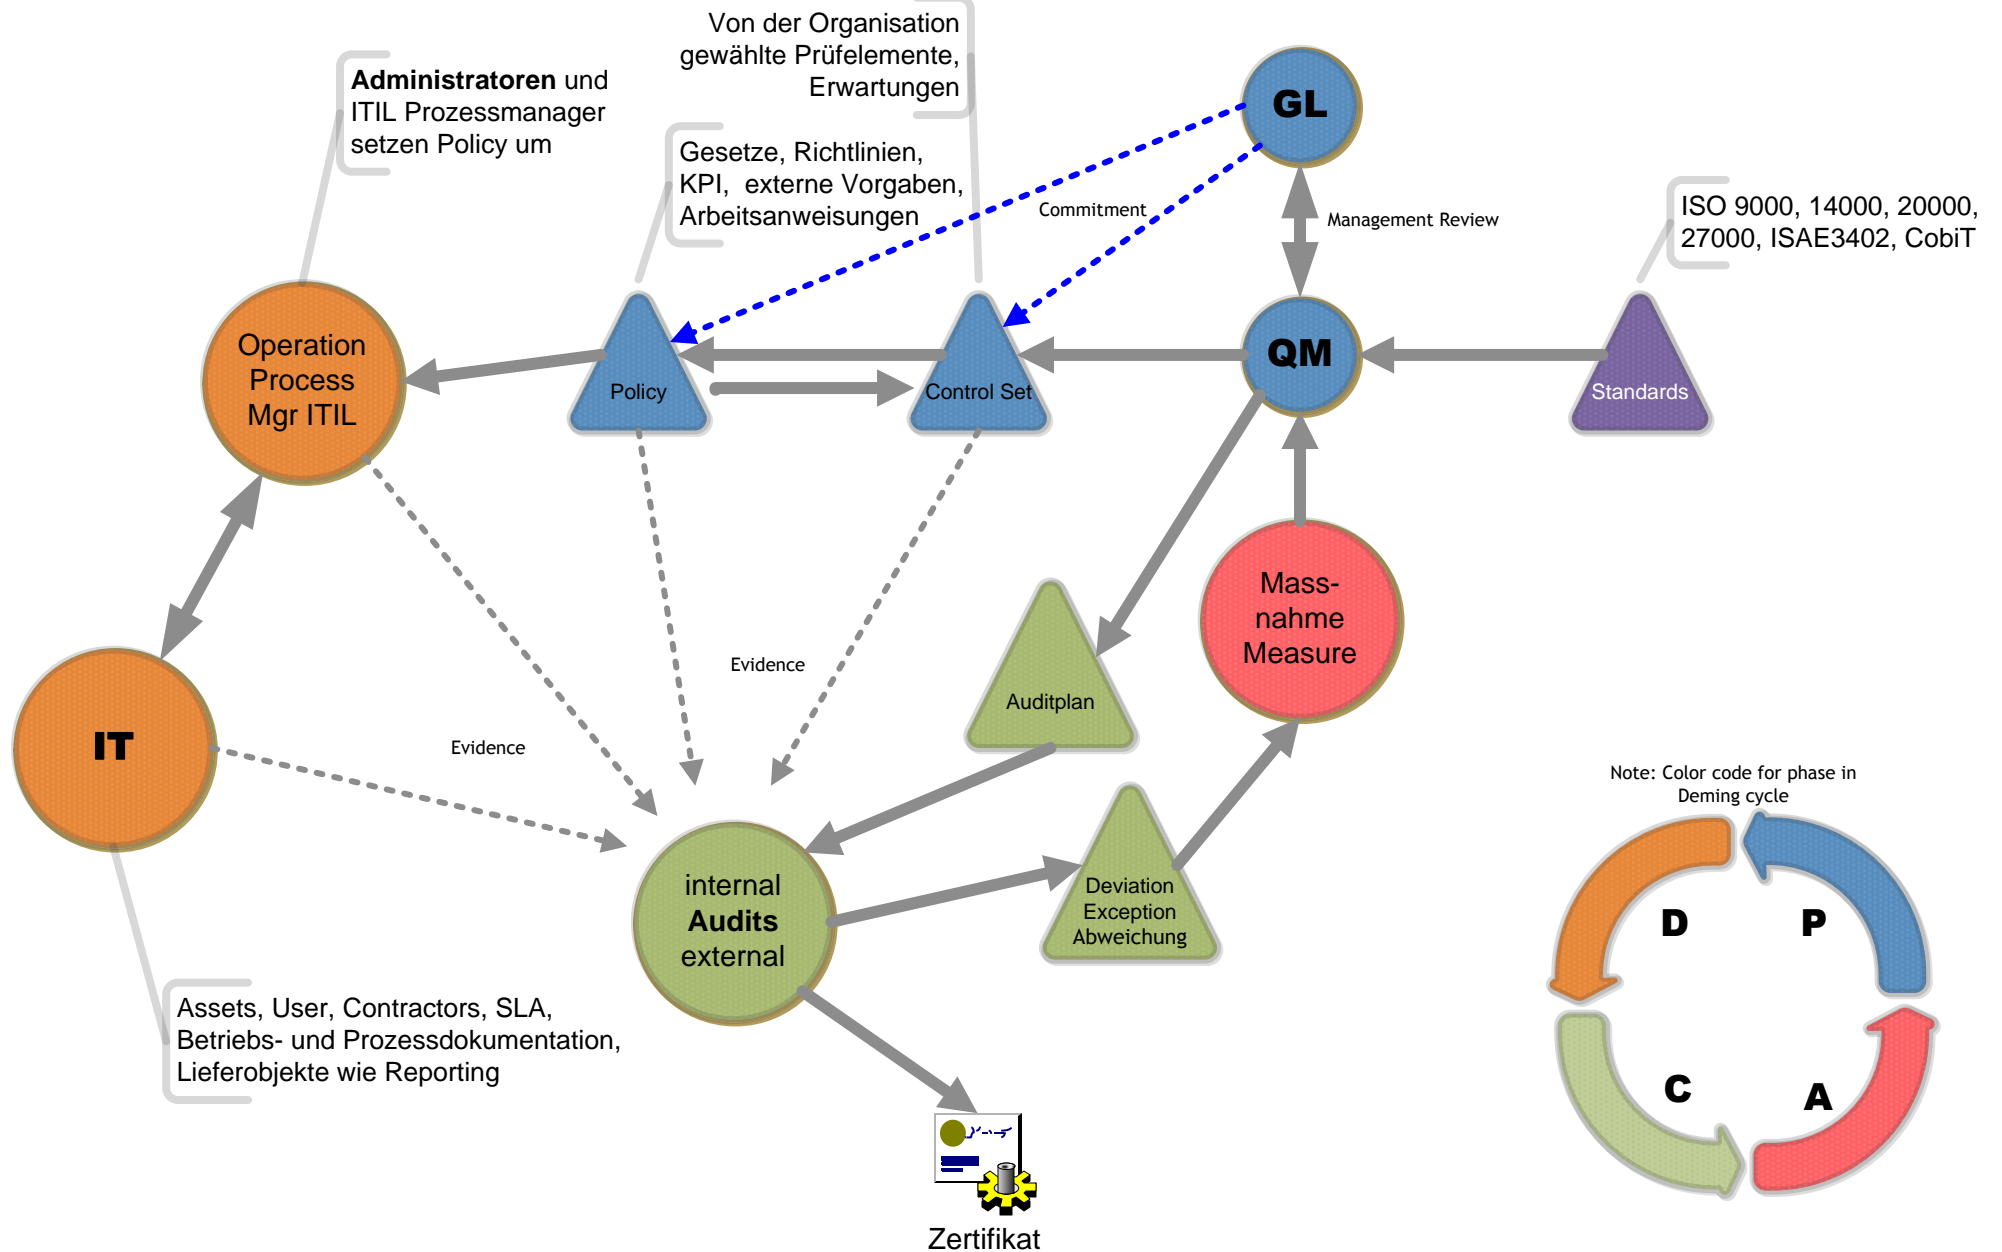 Von der Organisation
gewählte Prüfelemente,
Erwartungen
Administratoren und
ITIL Prozessmanager
setzen Policy um
Gesetze, Richtlinien,
KPI, externe Vorgaben,
Arbeitsanweisungen
GL
Commitment
Management Review
ISO 9000, 14000, 20000,
27000, ISAE3402, CobiT
Operation
Process
Mgr ITIL
Policy
Control Set
QM
Standards
Mass-
nahme
Measure
Evidence
Auditplan
IT
Evidence
Note: Color code for phase in
Deming cycle
internal
Audits
external
Deviation
Exception
Abweichung
D
P
C
A
Assets, User, Contractors, SLA,
Betriebs- und Prozessdokumentation,
Lieferobjekte wie Reporting
Zertifikat